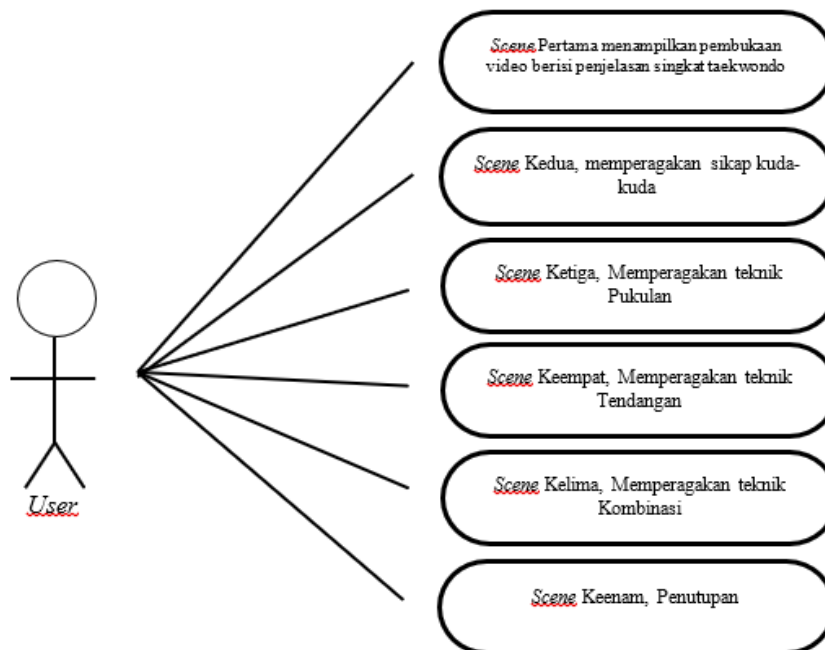 Scene Pertama menampilkan pembukaan
video berisi penjelasan singkat taekwondo
Scene Kedua, memperagakan sikap kuda-
kuda
Scene Ketiga, Memperagakan teknik
Pukulan
Scene Keempat, Memperagakan teknik
Tendangan
Scene Kelima, Memperagakan teknik
Kombinasi
Scene Keenam, Penutupan
User